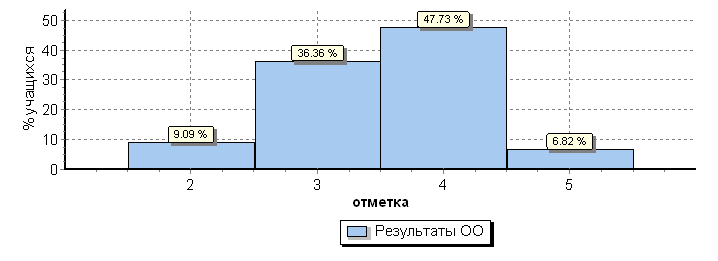 % учащихся
50
40
30
20
10
0
9.09 %
36.36 %
47.73 %
6.82 %
2 3 4 5
отметка
Результаты ОО